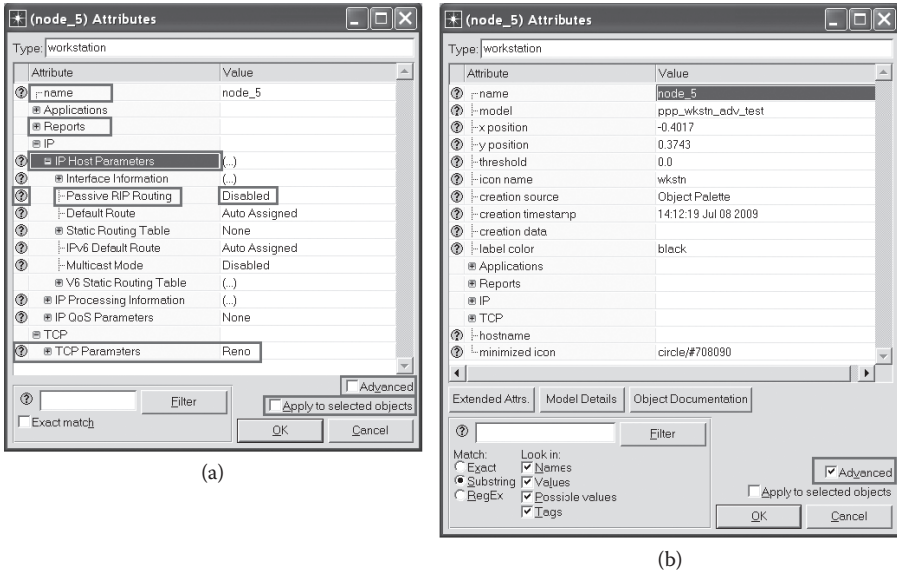 (node_5) Attributes
Type: workstation
Attribute Value
name node_5
Applications
Reports
IP
IP Host Parameters (...)
Interface Information (...)
Passive RIP Routing Disabled
Default Route Auto Assigned
Static Routing Table None
IPv6 Default Route Auto Assigned
Multicast Mode Disabled
V6 Static Routing Table (...)
IP Processing Information (...)
IP QoS Parameters None
TCP
TCP Parameters Reno
Advanced
Filter
Apply to selected objects
Exact match
OK Cancel
(a)
(node_5) Attributes
Type: workstation
Attribute Value
name node_5
model ppp_wkstn_adv_test
x position -0.4017
y position 0.3743
threshold 0.0
icon name wkstn
creation source Object Palette
creation timestamp 14:12:19 Jul 08 2009
creation data
label color black
Applications
Reports
IP
TCP
hostname
minimized icon circle/#708090
Extended Attrs. Model Details Object Documentation
Filter
Match: Look in:
Exact Names
Substring Values
RegEx Possible values
Tags
Advanced
Apply to selected objects
OK Cancel
(b)